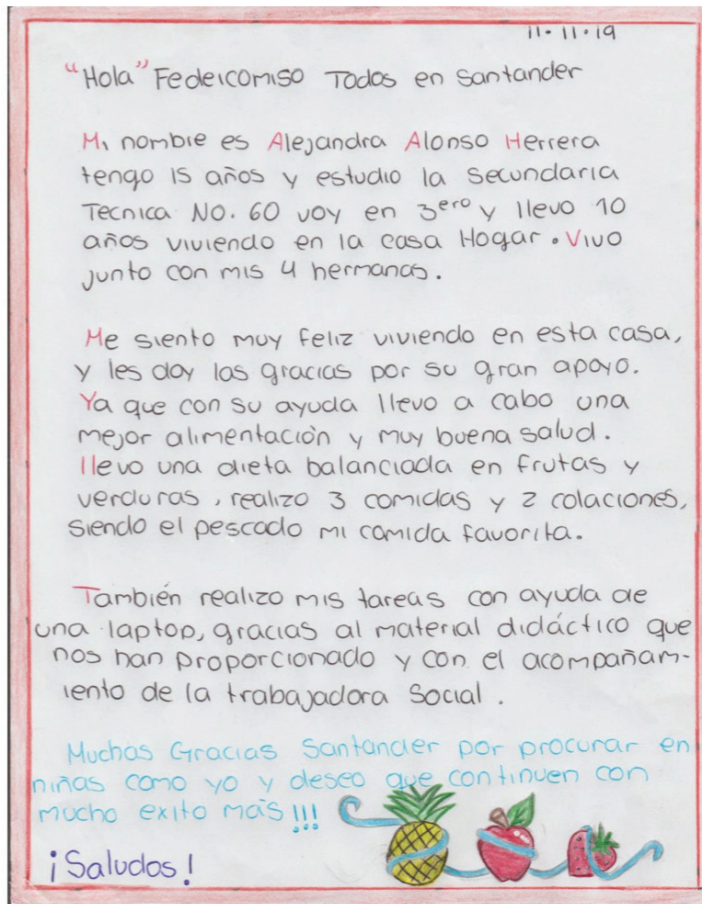 11.11.19
"Hola" Fedeicomiso Todos en Santander
Mi nombre es Alejandra Alonso Herrera
tengo 15 años y estudio la Secundaria
Tecnica No. 60 voy en 3ero y llevo 10
años viviendo en la casa Hogar. Vivo
junto con mis 4 hermanas.
Me siento muy feliz viviendo en esta casa,
y les doy las gracias por su gran apoyo.
Ya que con su ayuda llevo a cabo una
mejor alimentación y muy buena salud.
llevo una dieta balanciada en frutas y
verduras, realizo 3 comidas y 2 colaciones,
siendo el pescado mi comida favorita.
También realizo mis tareas con ayuda de
una laptop, gracias al material didáctico que
nos han proporcionado y con el acompañam-
iento de la trabajadora Social.
Muchas Gracias Santander por procurar en
niñas como yo y deseo que continuen con
mucho exito más!!!
¡Saludos!